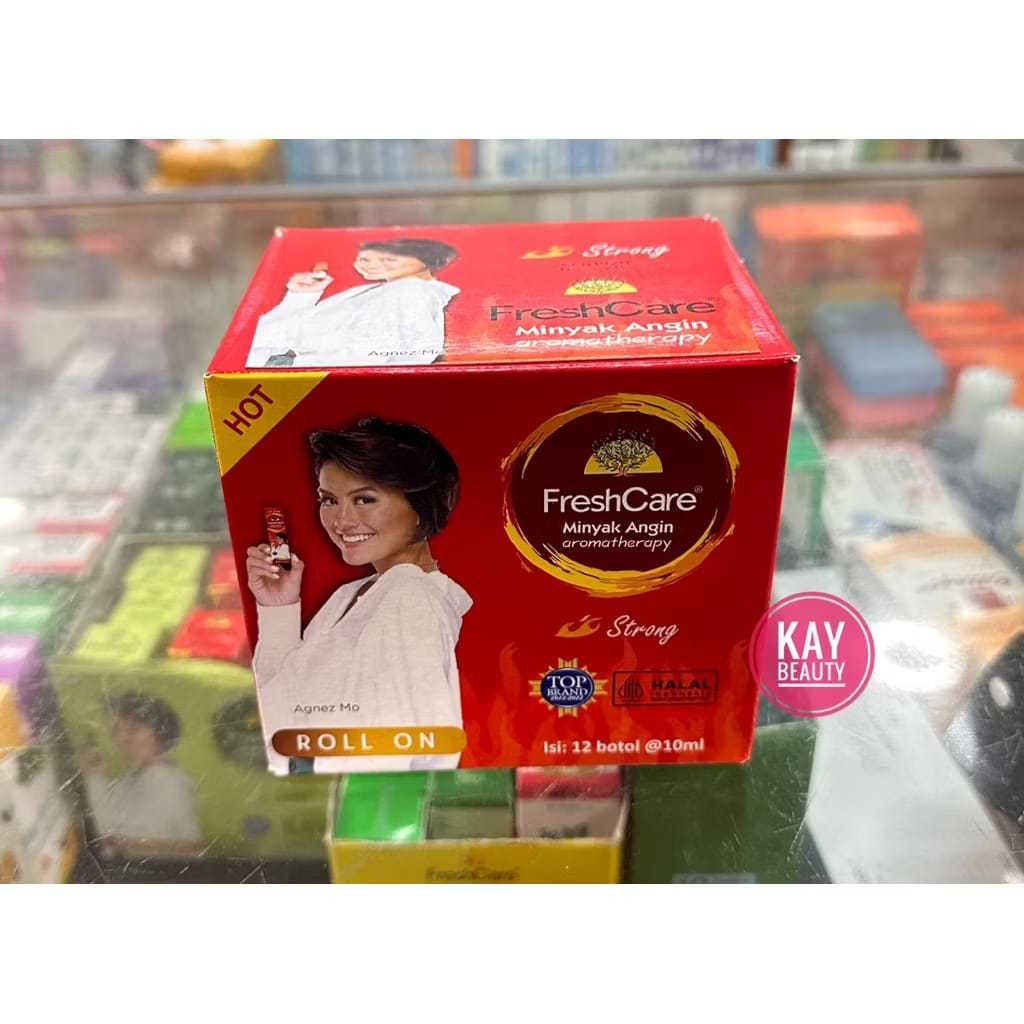 Strong
FreshCare
Minyak Angin
aromatherapy
Agnez Mo
HOT
FreshCare®
Minyak Angin
aromatherapy
Strong
TOP
BRAND
HALAL
INDONESIA
Agnez Mo
ROLL ON
Isi: 12 botol @10ml
KAY
BEAUTY
FreshCare